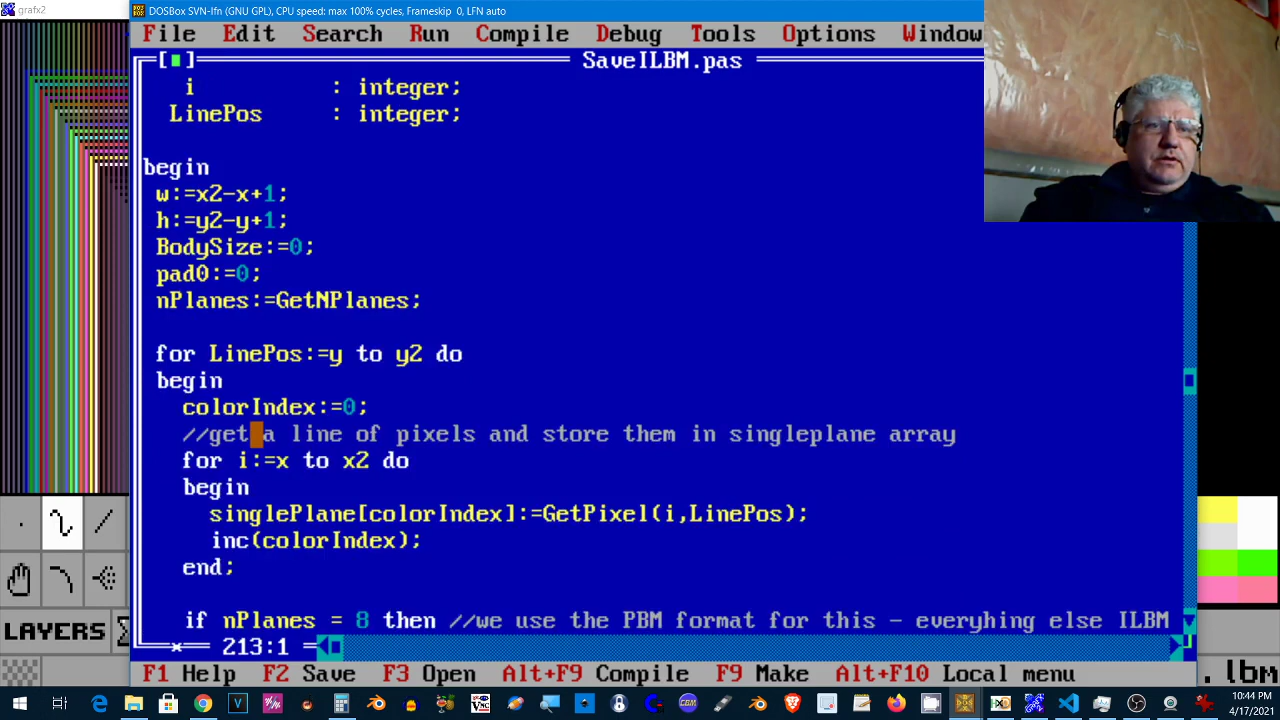 grafx2
DOSBox SVN-lfn (GNU GPL), CPU speed: max 100% cycles, Frameskip 0, LFN auto
File Edit Search Run Compile Debug Tools Options Window
SaveILBM.pas
i : integer;
LinePos : integer;
begin
w:=x2-x+1;
h:=y2-y+1;
BodySize:=0;
pad0:=0;
nPlanes:=GetNPlanes;
for LinePos:=y to y2 do
begin
colorIndex:=0;
//get a line of pixels and store them in singleplane array
for i:=x to x2 do
begin
singlePlane[colorIndex]:=GetPixel(i,LinePos);
inc(colorIndex);
end;
if nPlanes = 8 then //we use the PBM format for this - everyhing else ILBM
213:1
LAYERS
.lbm
F1 Help F2 Save F3 Open Alt+F9 Compile F9 Make Alt+F10 Local menu
10:44 PM
4/17/2021